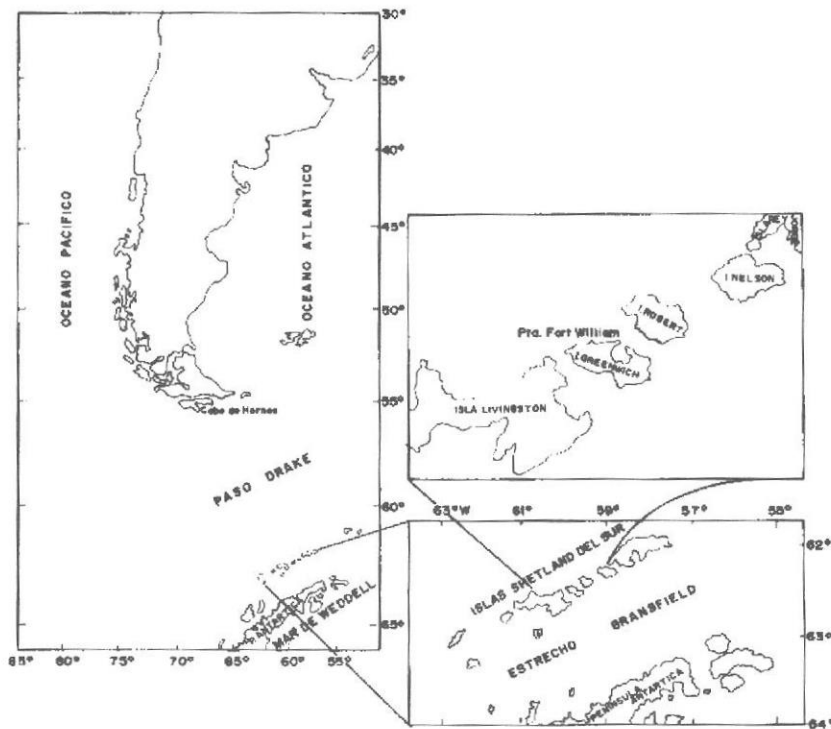 30°
35°
40°
45°
50°
55°
60°
65°
OCEANO PACIFICO
OCEANO ATLANTICO
Cabo de Hornos
PASO DRAKE
ANTARTICA
MAR DE WEDDELL
85° 80° 75° 70° 65° 60° 55°
I. NELSON
I. ROBERT
Pta. Fort William
I. GREENWICH
ISLA LIVINGSTON
63°W 61° 59° 57° 55°
62°
63°
64°
ISLAS SHETLAND DEL SUR
ESTRECHO BRANSFIELD
PENINSULA ANTARTICA